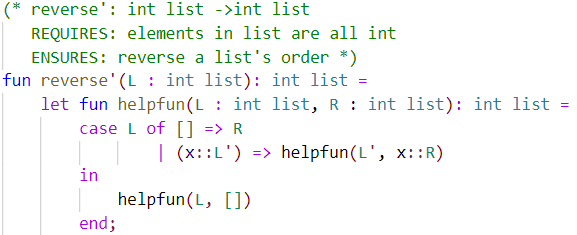 (* reverse': int list ->int list
   REQUIRES: elements in list are all int
   ENSURES: reverse a list's order *)
fun reverse'(L : int list): int list =
    let fun helpfun(L : int list, R : int list): int list =
        case L of [] => R
                | (x::L') => helpfun(L', x::R)
        in
            helpfun(L, [])
        end;